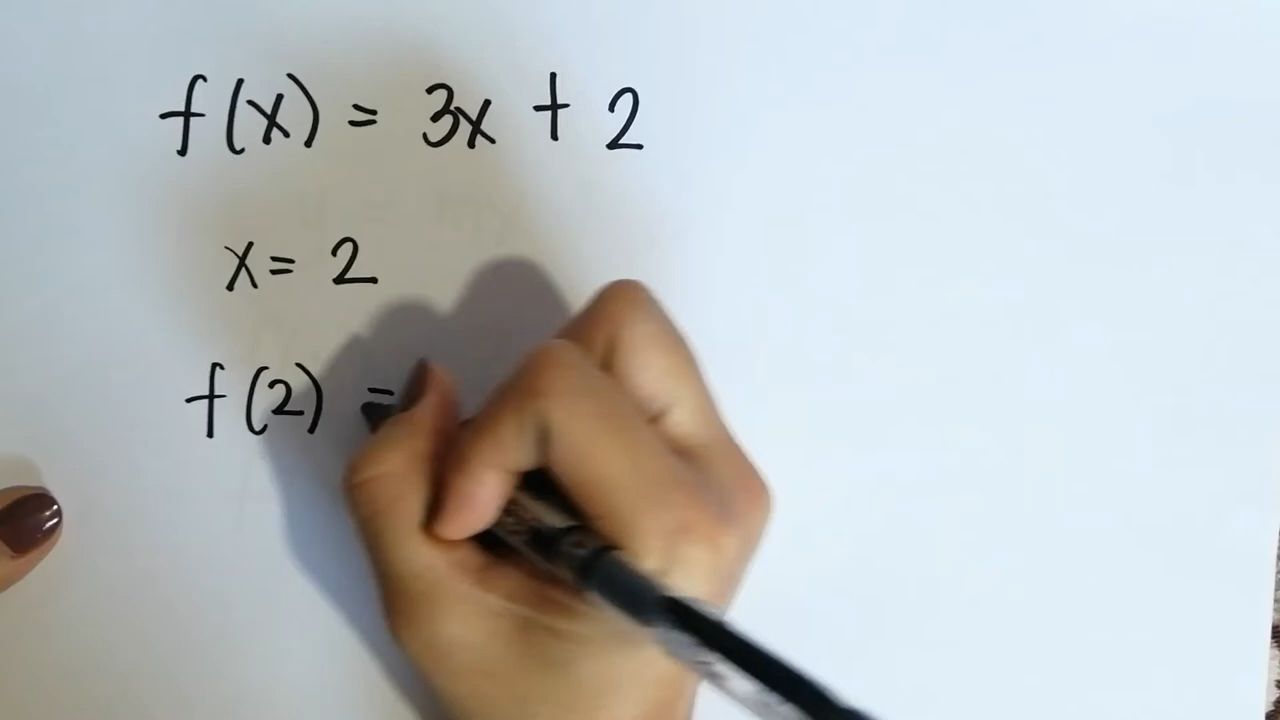 f(x) = 3x + 2
x = 2
f(2) =